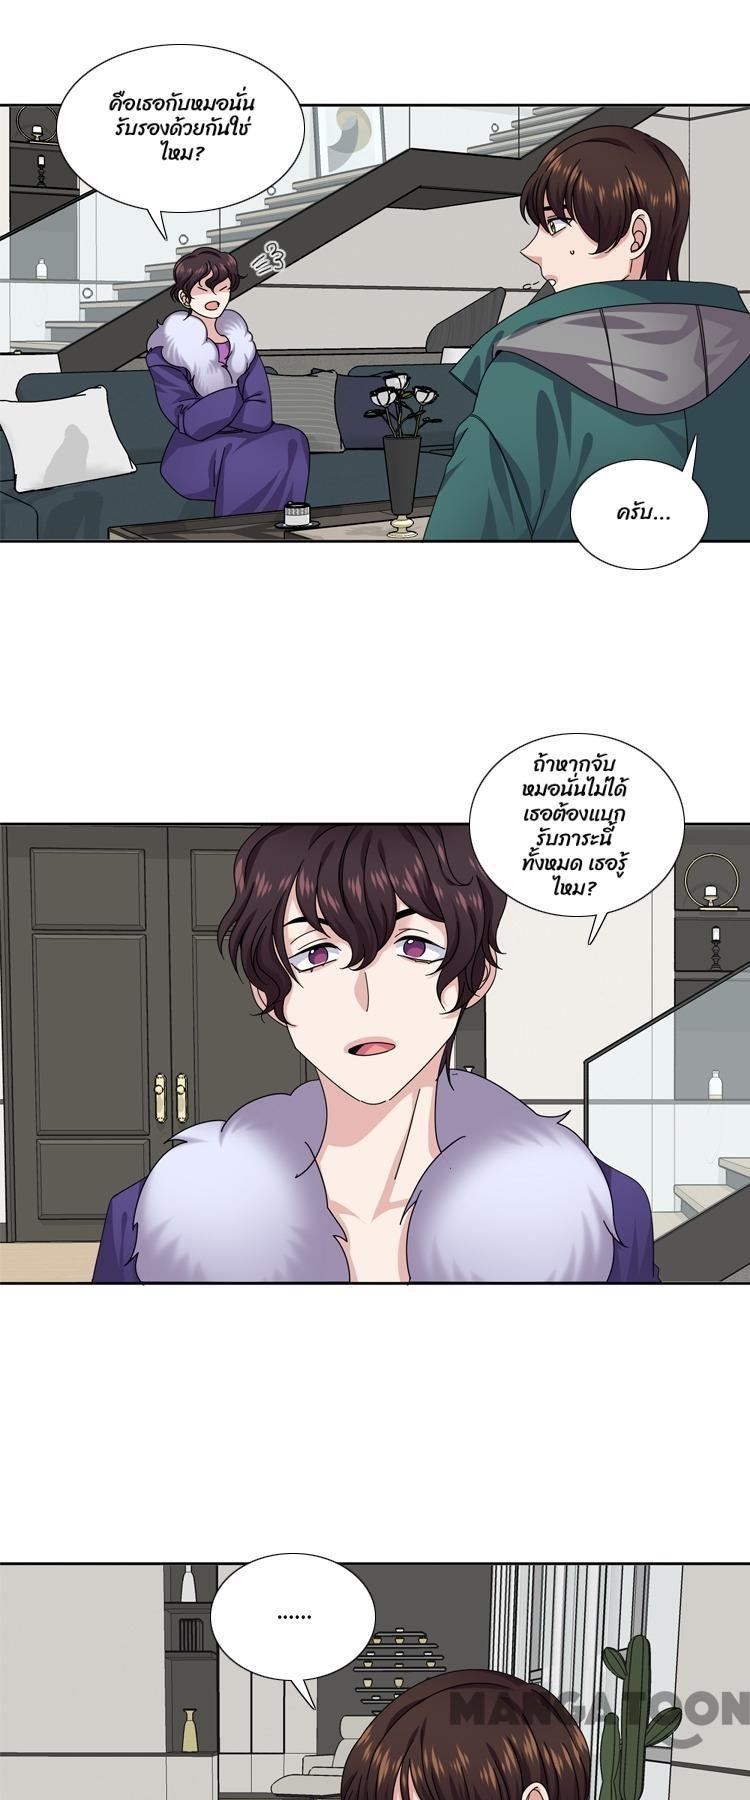 คือเธอกับหมอนั่น
รับรองด้วยกันใช่
ไหม?
ครับ...
ถ้าหากจับ
หมอนั่นไม่ได้
เธอต้องแบก
รับภาระนี้
ทั้งหมด เธอรู้
ไหม?
......
MANGATOON